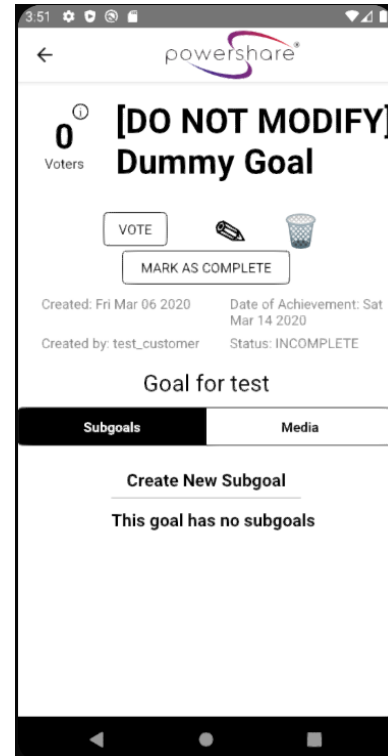 3:51
powershare®
0
Voters
[DO NOT MODIFY]
Dummy Goal
VOTE
MARK AS COMPLETE
Created: Fri Mar 06 2020
Date of Achievement: Sat
Mar 14 2020
Created by: test_customer
Status: INCOMPLETE
Goal for test
Subgoals
Media
Create New Subgoal
This goal has no subgoals